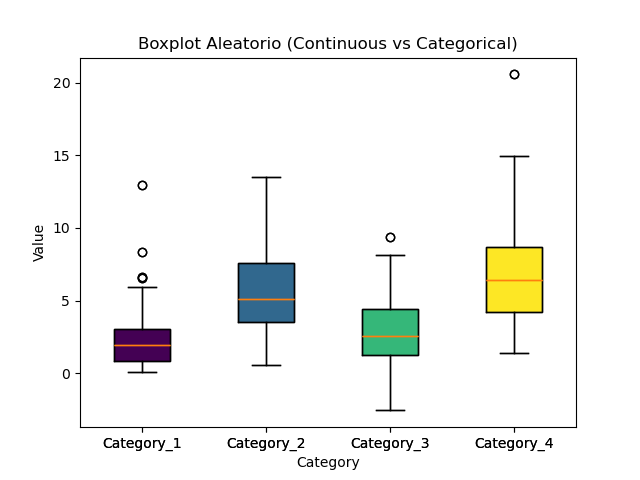 Boxplot Aleatorio (Continuous vs Categorical)
20
15
10
5
0
Value
Category_1 Category_2 Category_3 Category_4
Category